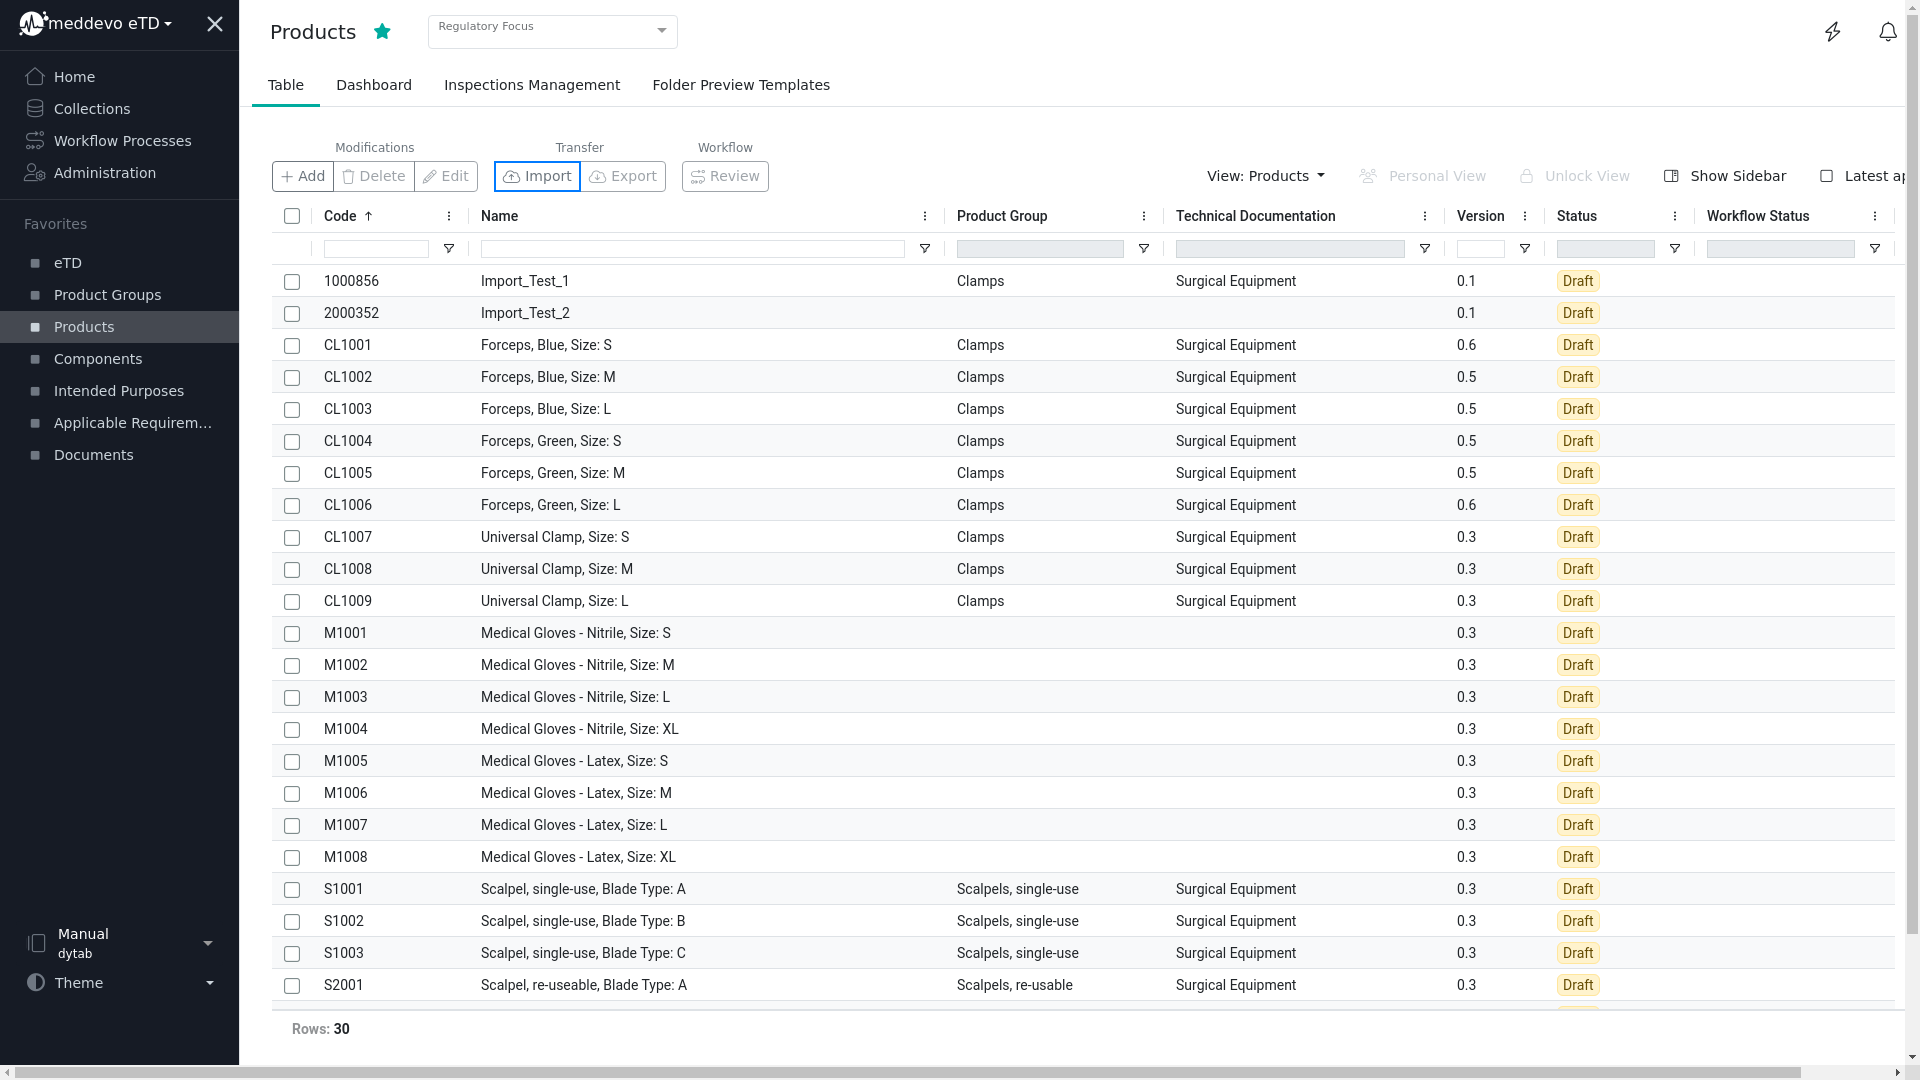 meddevo eTD
Home
Collections
Workflow Processes
Administration
Favorites
eTD
Product Groups
Products
Components
Intended Purposes
Applicable Requirem...
Documents
Manual
dytab
Theme
Products
Regulatory Focus
Table Dashboard Inspections Management Folder Preview Templates
Modifications Transfer Workflow
Add Delete Edit Import Export Review View: Products Personal View Unlock View Show Sidebar Latest ap
Code Name Product Group Technical Documentation Version Status Workflow Status
1000856 Import_Test_1 Clamps Surgical Equipment 0.1 Draft
2000352 Import_Test_2 0.1 Draft
CL1001 Forceps, Blue, Size: S Clamps Surgical Equipment 0.6 Draft
CL1002 Forceps, Blue, Size: M Clamps Surgical Equipment 0.5 Draft
CL1003 Forceps, Blue, Size: L Clamps Surgical Equipment 0.5 Draft
CL1004 Forceps, Green, Size: S Clamps Surgical Equipment 0.5 Draft
CL1005 Forceps, Green, Size: M Clamps Surgical Equipment 0.5 Draft
CL1006 Forceps, Green, Size: L Clamps Surgical Equipment 0.6 Draft
CL1007 Universal Clamp, Size: S Clamps Surgical Equipment 0.3 Draft
CL1008 Universal Clamp, Size: M Clamps Surgical Equipment 0.3 Draft
CL1009 Universal Clamp, Size: L Clamps Surgical Equipment 0.3 Draft
M1001 Medical Gloves - Nitrile, Size: S 0.3 Draft
M1002 Medical Gloves - Nitrile, Size: M 0.3 Draft
M1003 Medical Gloves - Nitrile, Size: L 0.3 Draft
M1004 Medical Gloves - Nitrile, Size: XL 0.3 Draft
M1005 Medical Gloves - Latex, Size: S 0.3 Draft
M1006 Medical Gloves - Latex, Size: M 0.3 Draft
M1007 Medical Gloves - Latex, Size: L 0.3 Draft
M1008 Medical Gloves - Latex, Size: XL 0.3 Draft
S1001 Scalpel, single-use, Blade Type: A Scalpels, single-use Surgical Equipment 0.3 Draft
S1002 Scalpel, single-use, Blade Type: B Scalpels, single-use Surgical Equipment 0.3 Draft
S1003 Scalpel, single-use, Blade Type: C Scalpels, single-use Surgical Equipment 0.3 Draft
S2001 Scalpel, re-useable, Blade Type: A Scalpels, re-usable Surgical Equipment 0.3 Draft
Rows: 30